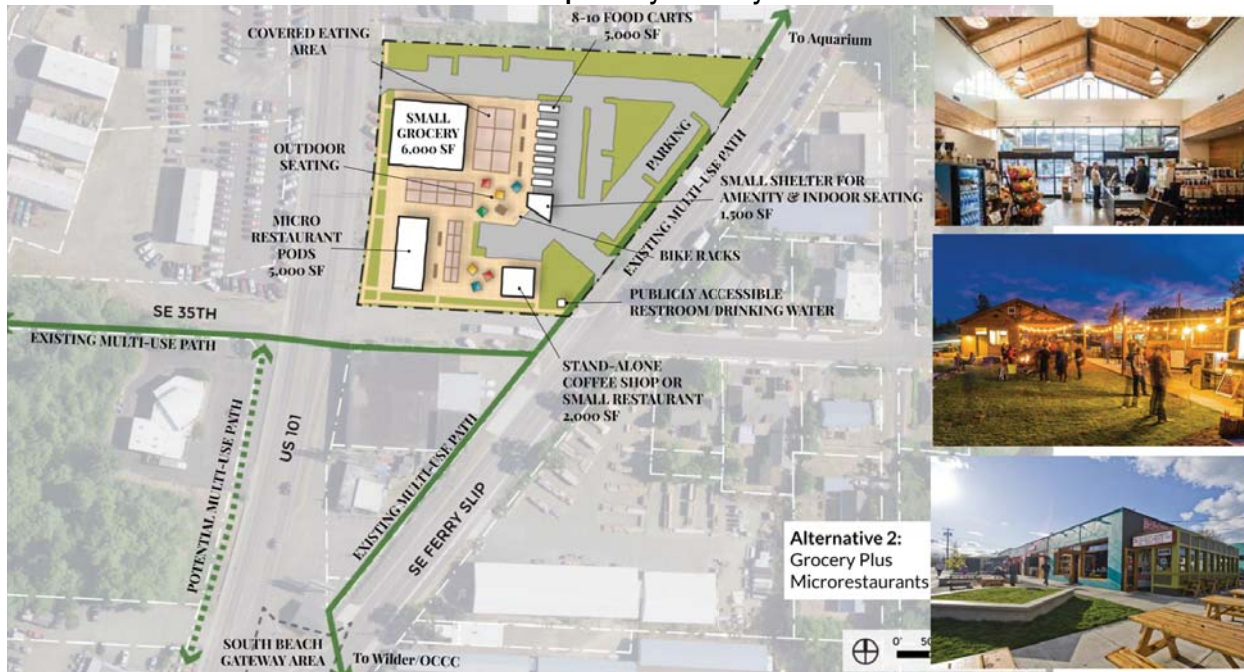 8-10 FOOD CARTS
5,000 SF
COVERED EATING
AREA
To Aquarium
SMALL
GROCERY
6,000 SF
OUTDOOR
SEATING
PARKING
SMALL SHELTER FOR
AMENITY & INDOOR SEATING
1,500 SF
MICRO
RESTAURANT
PODS
5,000 SF
EXISTING MULTI-USE PATH
BIKE RACKS
PUBLICLY ACCESSIBLE
RESTROOM/DRINKING WATER
SE 35TH
EXISTING MULTI-USE PATH
STAND-ALONE
COFFEE SHOP OR
SMALL RESTAURANT
2,000 SF
POTENTIAL MULTI-USE PATH
US 101
EXISTING MULTI-USE PATH
SE FERRY SLIP
Alternative 2:
Grocery Plus
Microrestaurants
SOUTH BEACH
GATEWAY AREA
To Wilder/OCCC
0'